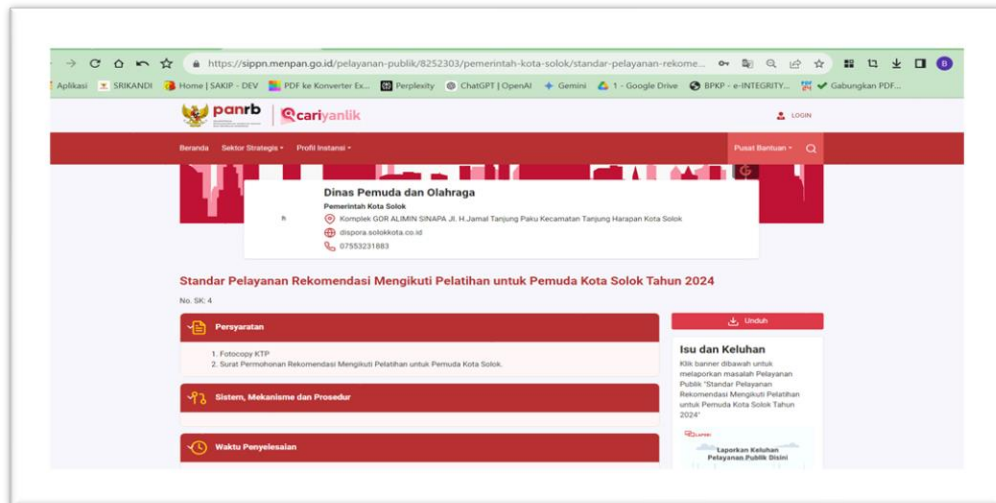 https://sippn.menpan.go.id/pelayanan-publik/8252303/pemerintah-kota-solok/standar-pelayanan-rekome...
Aplikasi SRIKANDI Home | SAKIP - DEV PDF ke Konverter Ex... Perplexity ChatGPT | OpenAI Gemini 1 - Google Drive BPKP - e-INTEGRITY... Gabungkan PDF...
panrb cariyanlik LOGIN
Beranda Sektor Strategis Profil Instansi Pusat Bantuan
Dinas Pemuda dan Olahraga
Pemerintah Kota Solok
Komplek GOR ALIMIN SINAPA Jl. H.Jamal Tanjung Paku Kecamatan Tanjung Harapan Kota Solok
dispora.solokkota.co.id
07553231883
Standar Pelayanan Rekomendasi Mengikuti Pelatihan untuk Pemuda Kota Solok Tahun 2024
No. SK: 4
Persyaratan
1. Fotocopy KTP
2. Surat Permohonan Rekomendasi Mengikuti Pelatihan untuk Pemuda Kota Solok.
Sistem, Mekanisme dan Prosedur
Waktu Penyelesaian
Unduh
Isu dan Keluhan
Klik banner dibawah untuk
melaporkan masalah Pelayanan
Publik "Standar Pelayanan
Rekomendasi Mengikuti Pelatihan
untuk Pemuda Kota Solok Tahun
2024"
LAPOR!
Laporkan Keluhan
Pelayanan Publik Disini